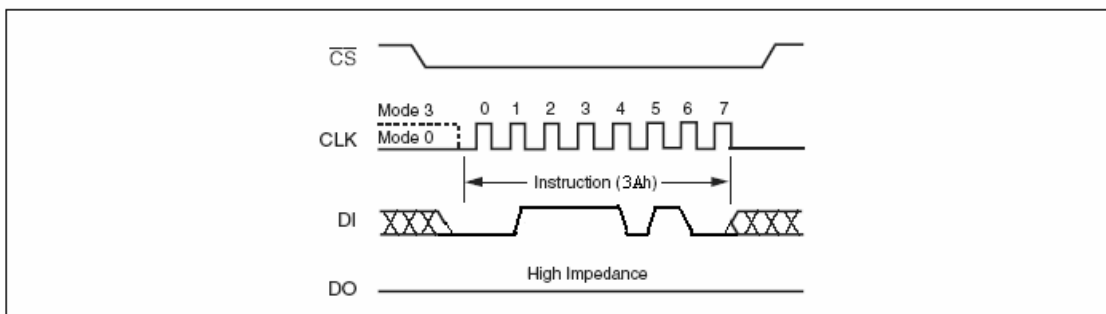 CS
Mode 3
0 1 2 3 4 5 6 7
CLK
Mode 0
Instruction (3Ah)
DI
High Impedance
DO